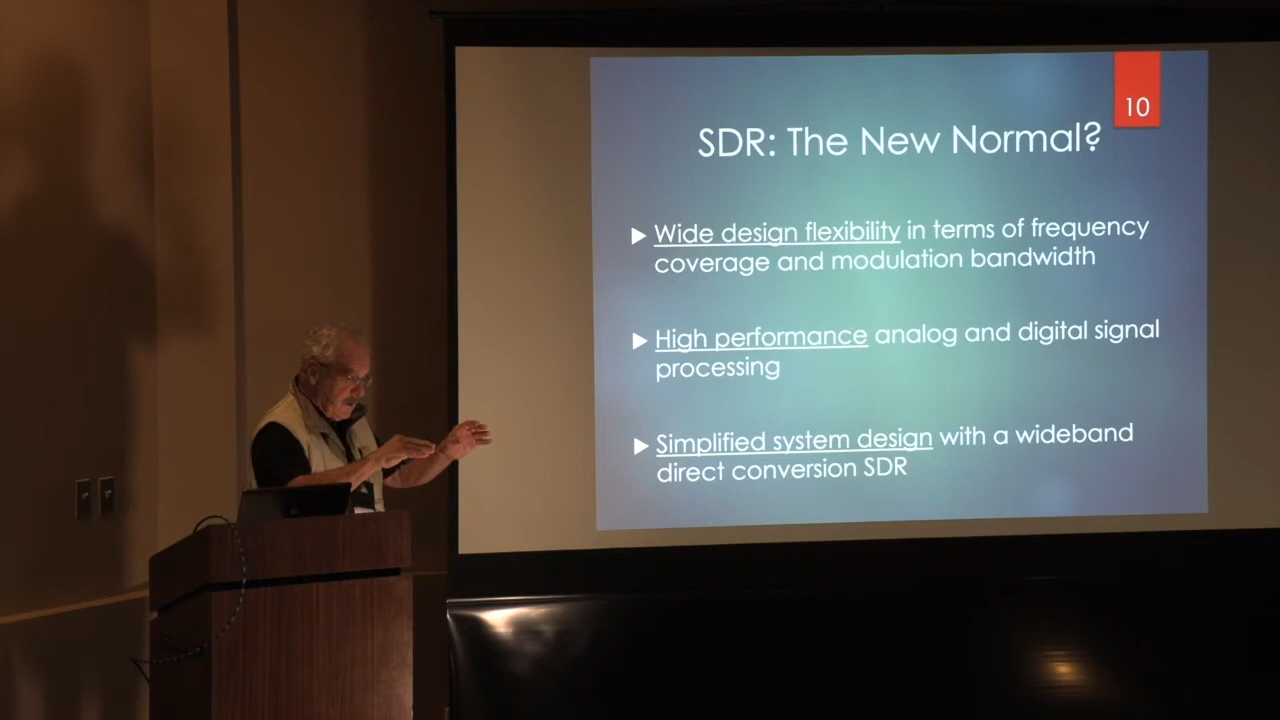 10
SDR: The New Normal?
Wide design flexibility in terms of frequency
coverage and modulation bandwidth
High performance analog and digital signal
processing
Simplified system design with a wideband
direct conversion SDR